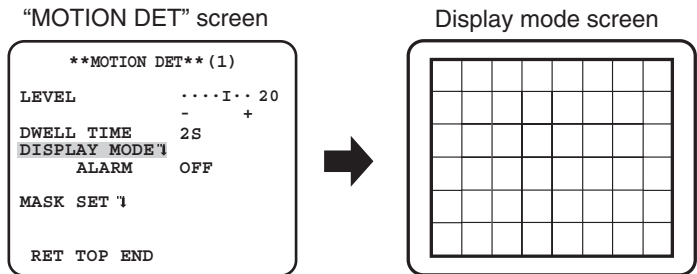 “MOTION DET” screen
**MOTION DET**(1)
LEVEL ····I·· 20
- +
DWELL TIME 2S
DISPLAY MODE
ALARM OFF
MASK SET
RET TOP END
Display mode screen